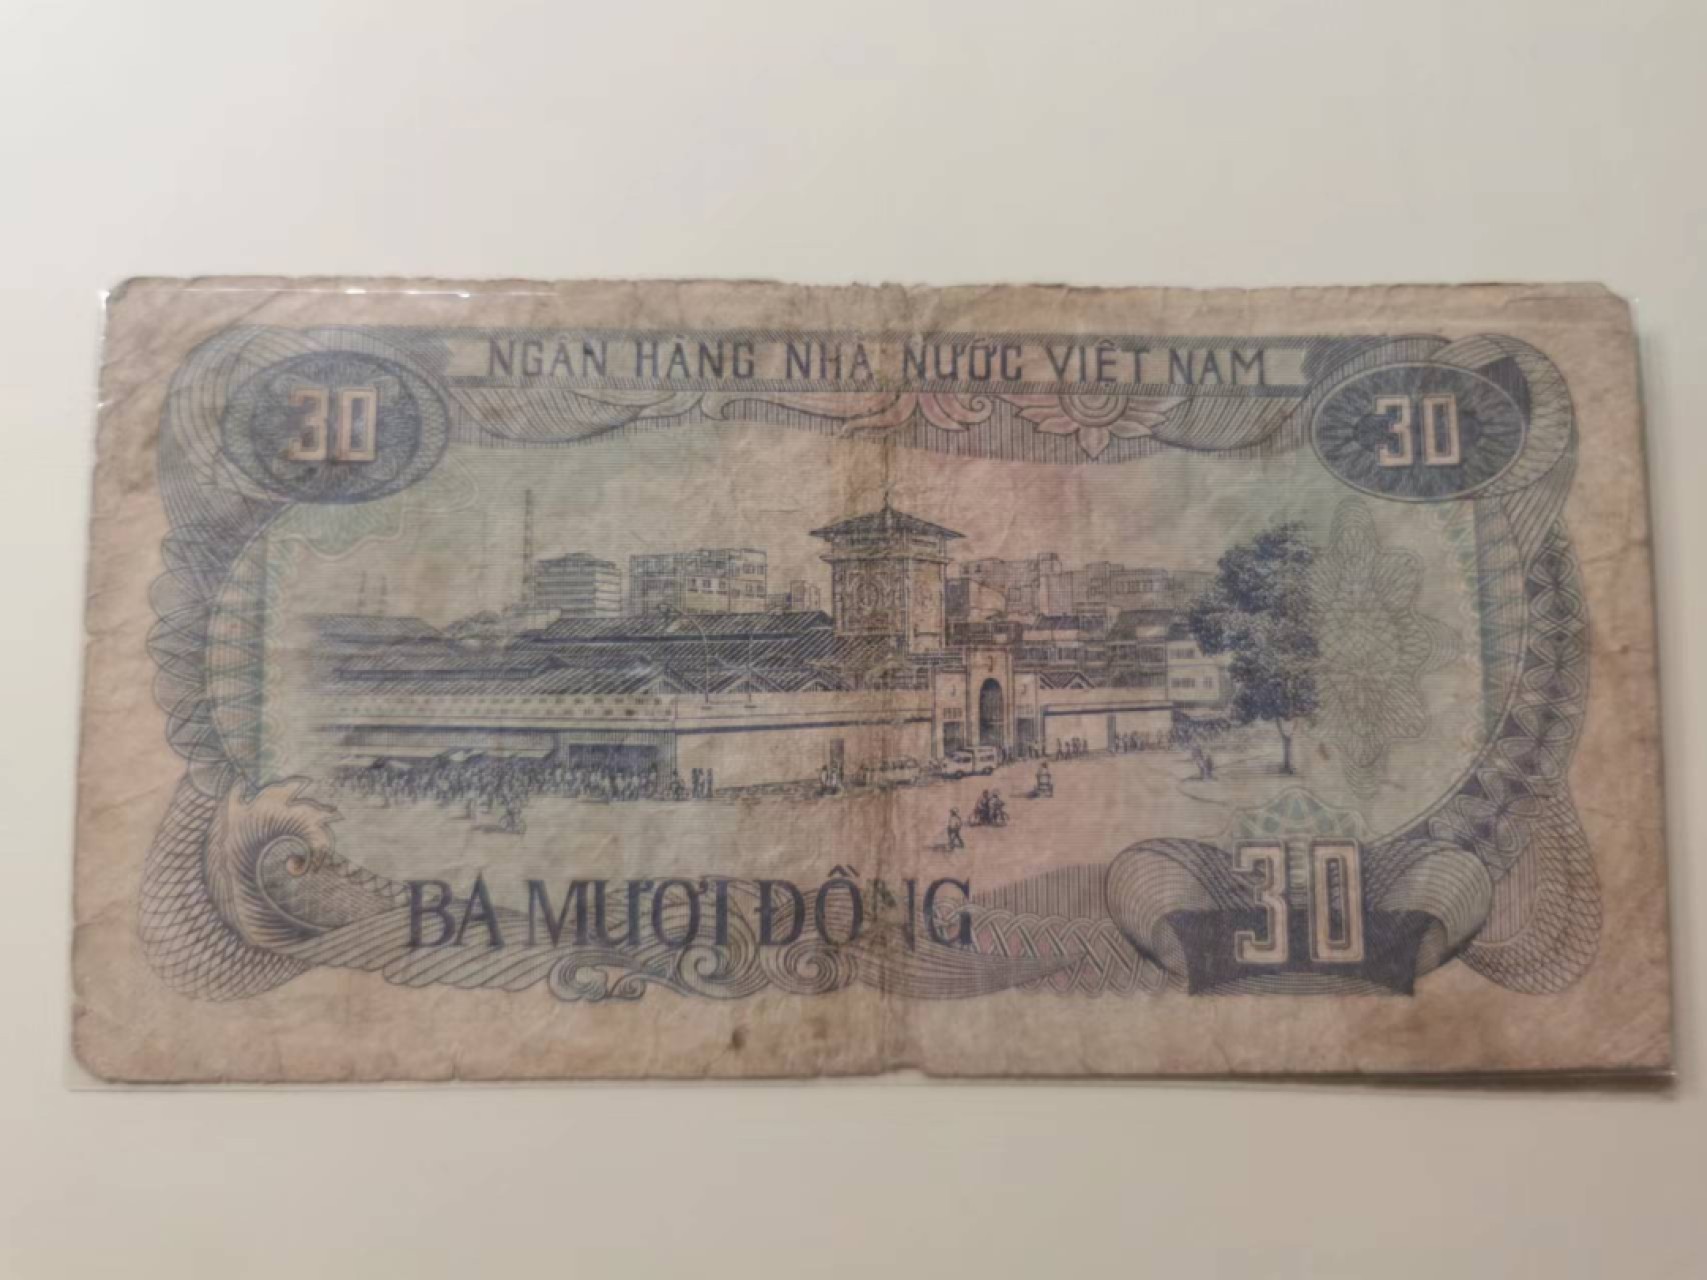 NGÂN HÀNG NHÀ NƯỚC VIỆT NAM
30
30
BA MƯƠI ĐỒNG
30